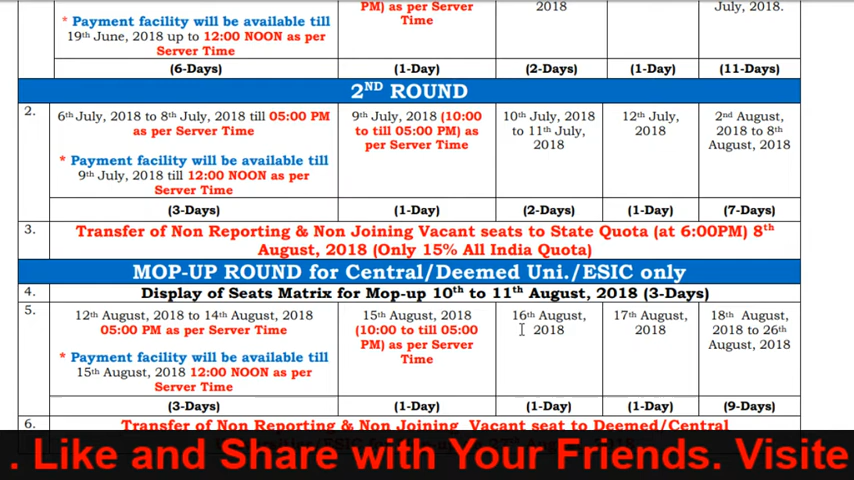 * Payment facility will be available till
19th June, 2018 up to 12:00 NOON as per
Server Time
PM) as per Server
Time
2018
July, 2018.
(6-Days)
(1-Day)
(2-Days)
(1-Day)
(11-Days)
2ND ROUND
2.
6th July, 2018 to 8th July, 2018 till 05:00 PM
as per Server Time
* Payment facility will be available till
9th July, 2018 till 12:00 NOON as per
Server Time
9th July, 2018 (10:00
to till 05:00 PM) as
per Server Time
10th July, 2018
to 11th July,
2018
12th July,
2018
2nd August,
2018 to 8th
August, 2018
(3-Days)
(1-Day)
(2-Days)
(1-Day)
(7-Days)
3.
Transfer of Non Reporting & Non Joining Vacant seats to State Quota (at 6:00PM) 8th
August, 2018 (Only 15% All India Quota)
MOP-UP ROUND for Central/Deemed Uni./ESIC only
4.
Display of Seats Matrix for Mop-up 10th to 11th August, 2018 (3-Days)
5.
12th August, 2018 to 14th August, 2018
05:00 PM as per Server Time
* Payment facility will be available till
15th August, 2018 12:00 NOON as per
Server Time
15th August, 2018
(10:00 to till 05:00
PM) as per Server
Time
16th August,
2018
17th August,
2018
18th August,
2018 to 26th
August, 2018
(3-Days)
(1-Day)
(1-Day)
(1-Day)
(9-Days)
6.
Transfer of Non Reporting & Non Joining Vacant seat to Deemed/Central
. Like and Share with Your Friends. Visite